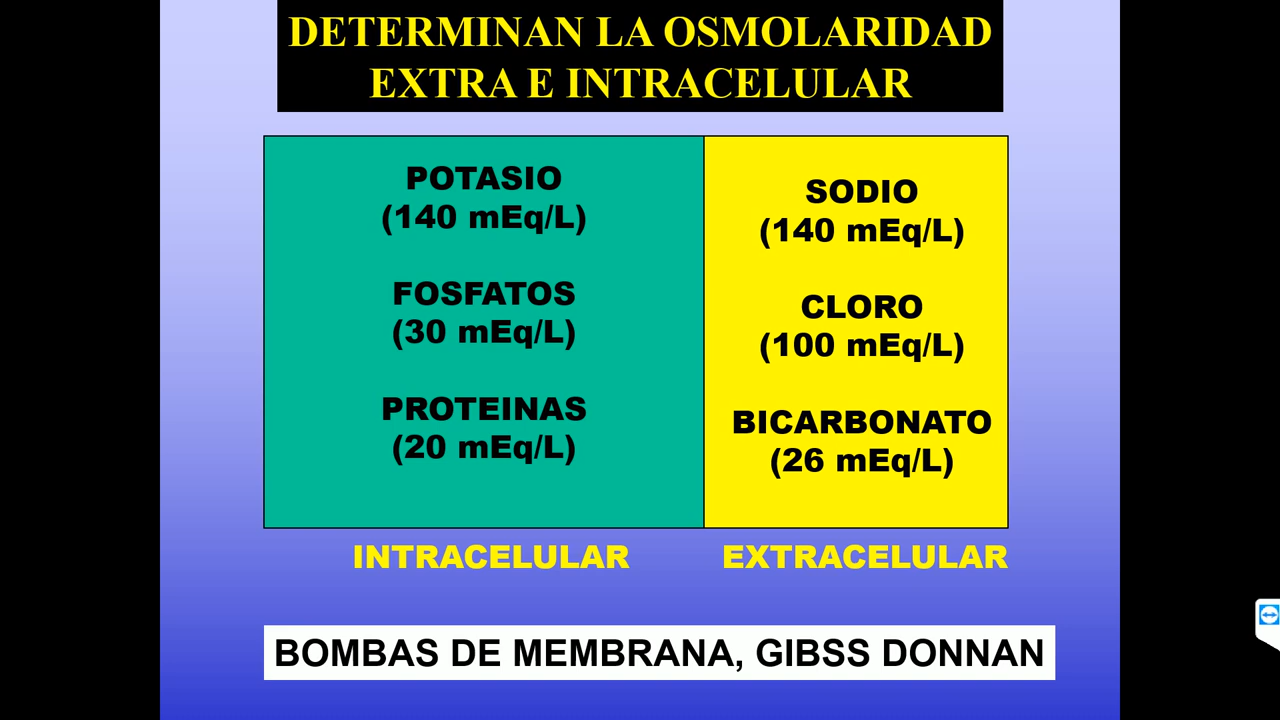 DETERMINAN LA OSMOLARIDAD
EXTRA E INTRACELULAR
POTASIO
(140 mEq/L)
FOSFATOS
(30 mEq/L)
PROTEINAS
(20 mEq/L)
INTRACELULAR
SODIO
(140 mEq/L)
CLORO
(100 mEq/L)
BICARBONATO
(26 mEq/L)
EXTRACELULAR
BOMBAS DE MEMBRANA, GIBSS DONNAN